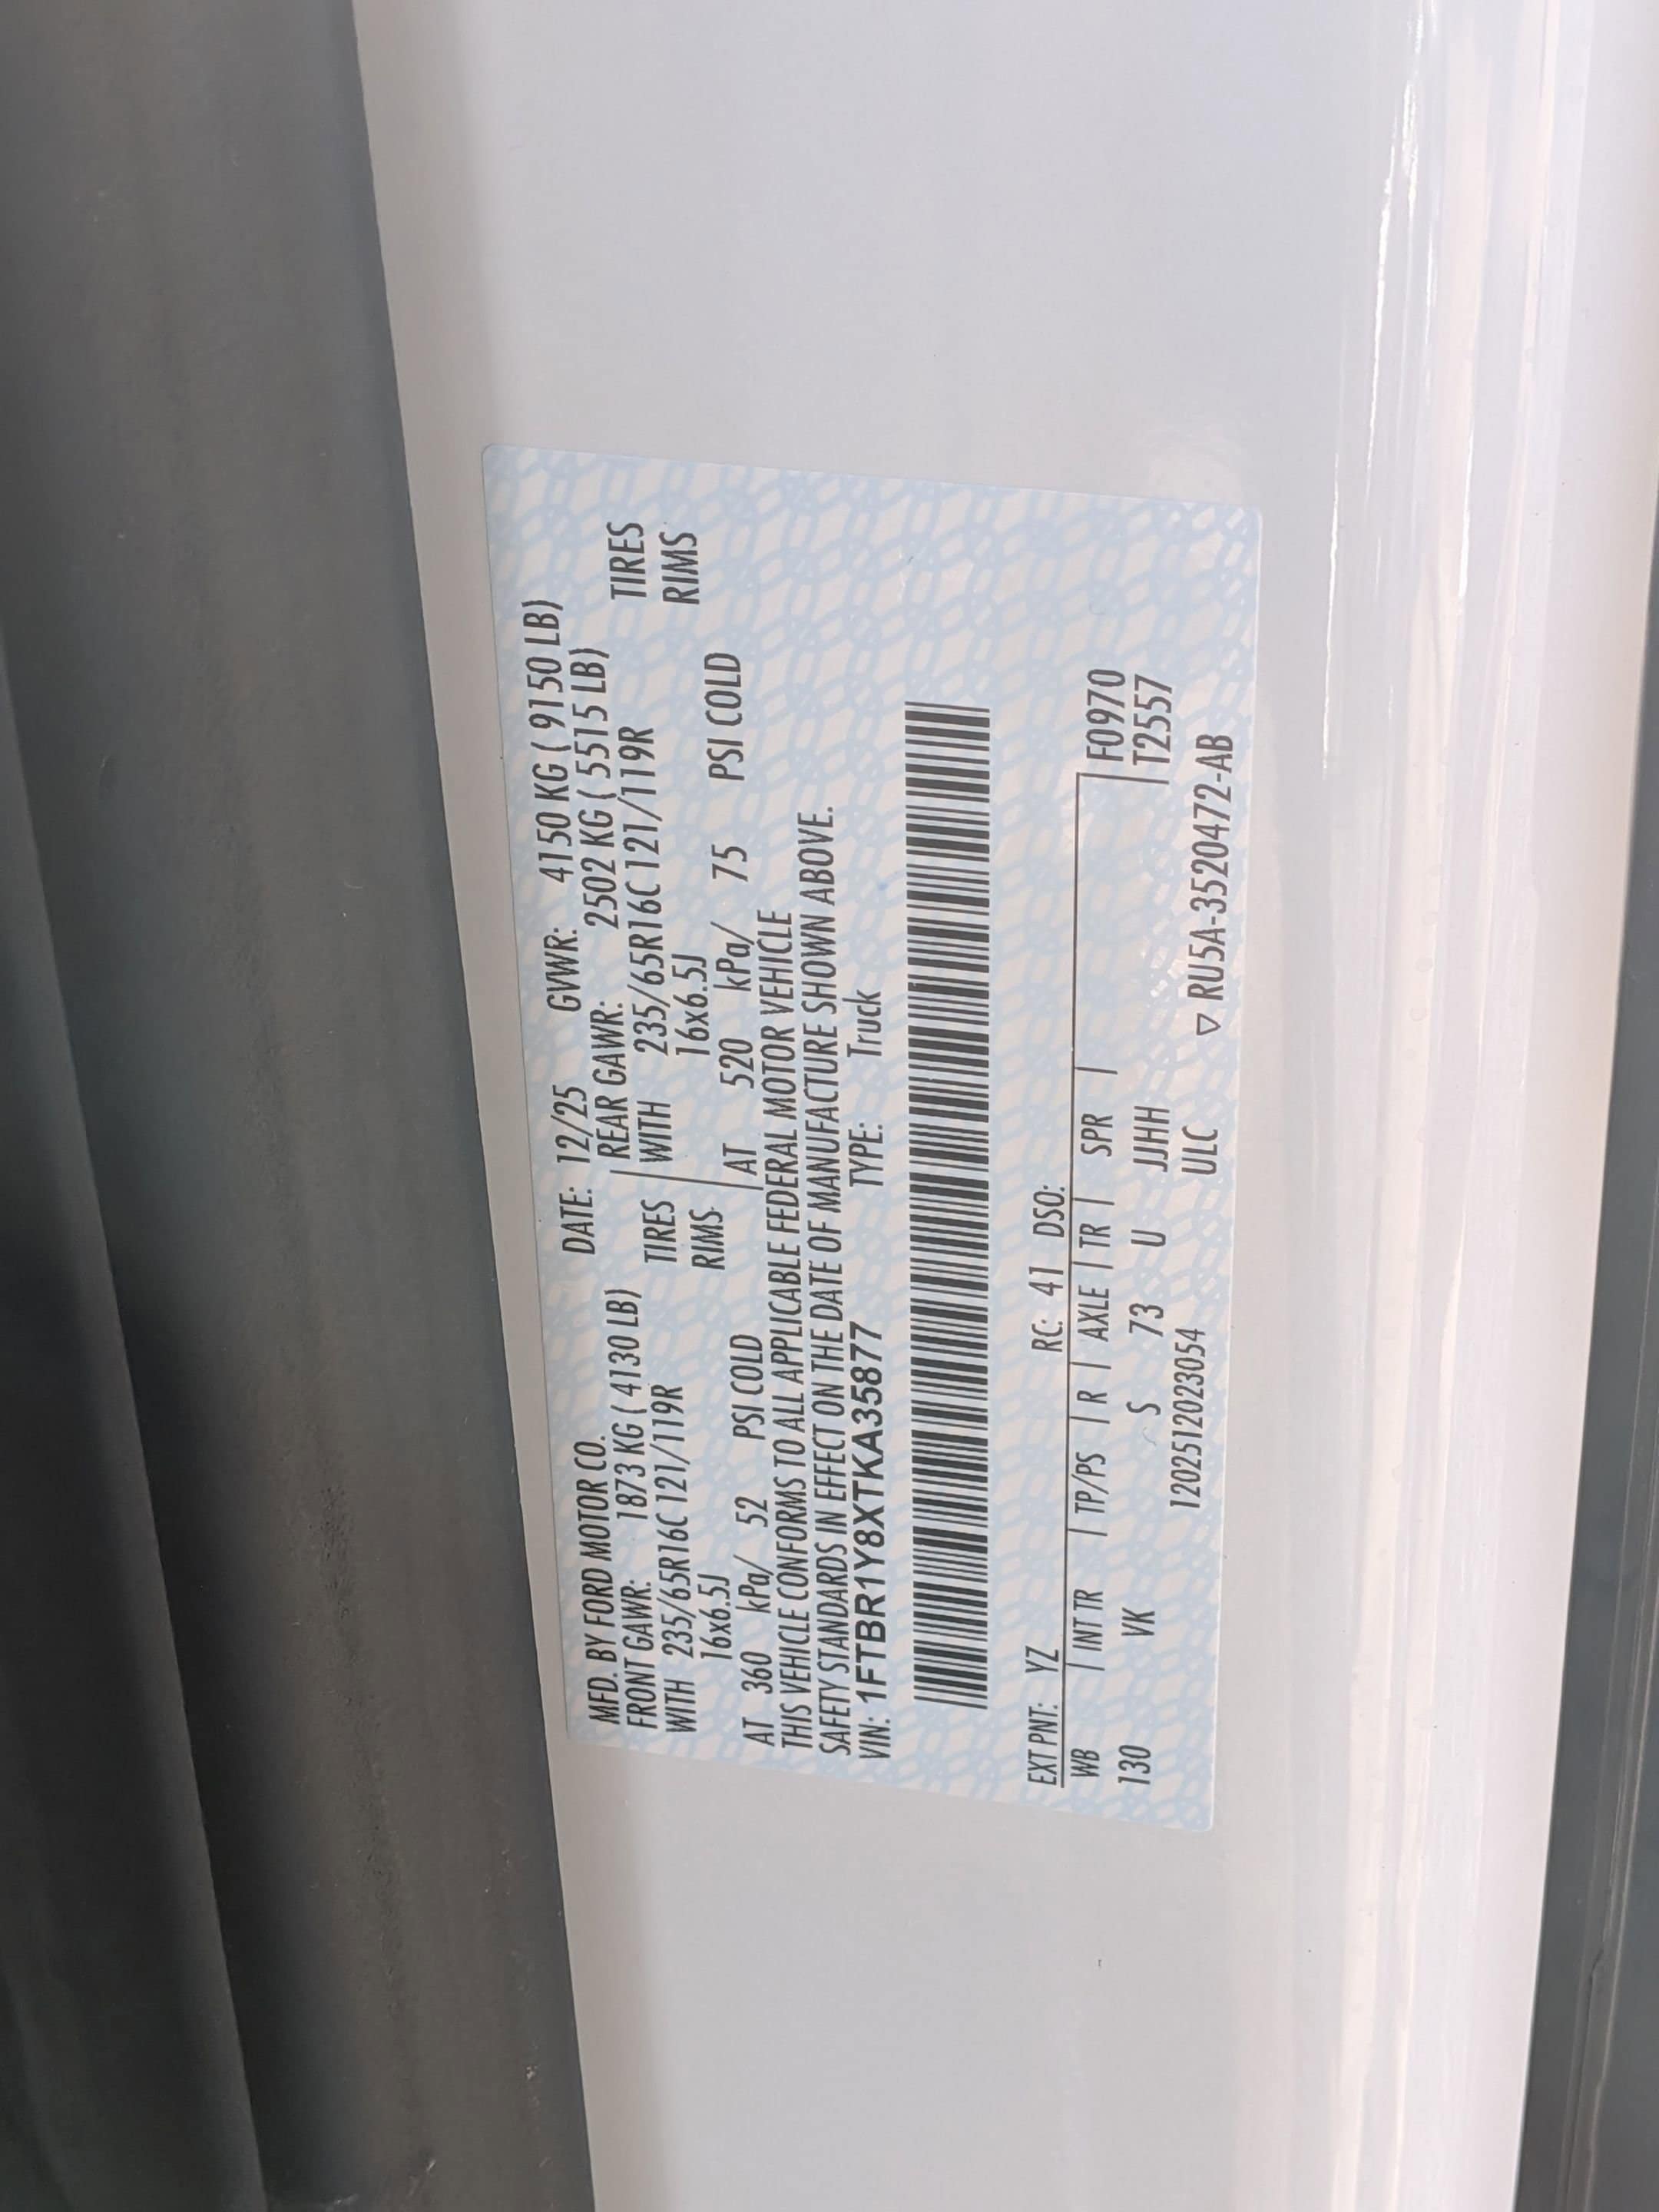 MFD. BY FORD MOTOR CO. DATE: 12/25 GVWR: 4150 KG ( 9150 LB)
FRONT GAWR: 1873 KG ( 4130 LB) REAR GAWR: 2502 KG ( 5515 LB)
WITH 235/65R16C 121/119R TIRES WITH 235/65R16C 121/119R TIRES
16x6.5J RIMS 16x6.5J RIMS
AT 360 kPa/ 52 PSI COLD AT 520 kPa/ 75 PSI COLD
THIS VEHICLE CONFORMS TO ALL APPLICABLE FEDERAL MOTOR VEHICLE
SAFETY STANDARDS IN EFFECT ON THE DATE OF MANUFACTURE SHOWN ABOVE.
VIN: 1FTBR1Y8XTKA35877 TYPE: Truck
EXT PNT: YZ RC: 41 DSO:
WB | INT TR | TP/PS | R | AXLE | TR | SPR | F0970
130 VK S 73 U JJHH T2557
1202512023054 ULC ▽ RU5A-3520472-AB